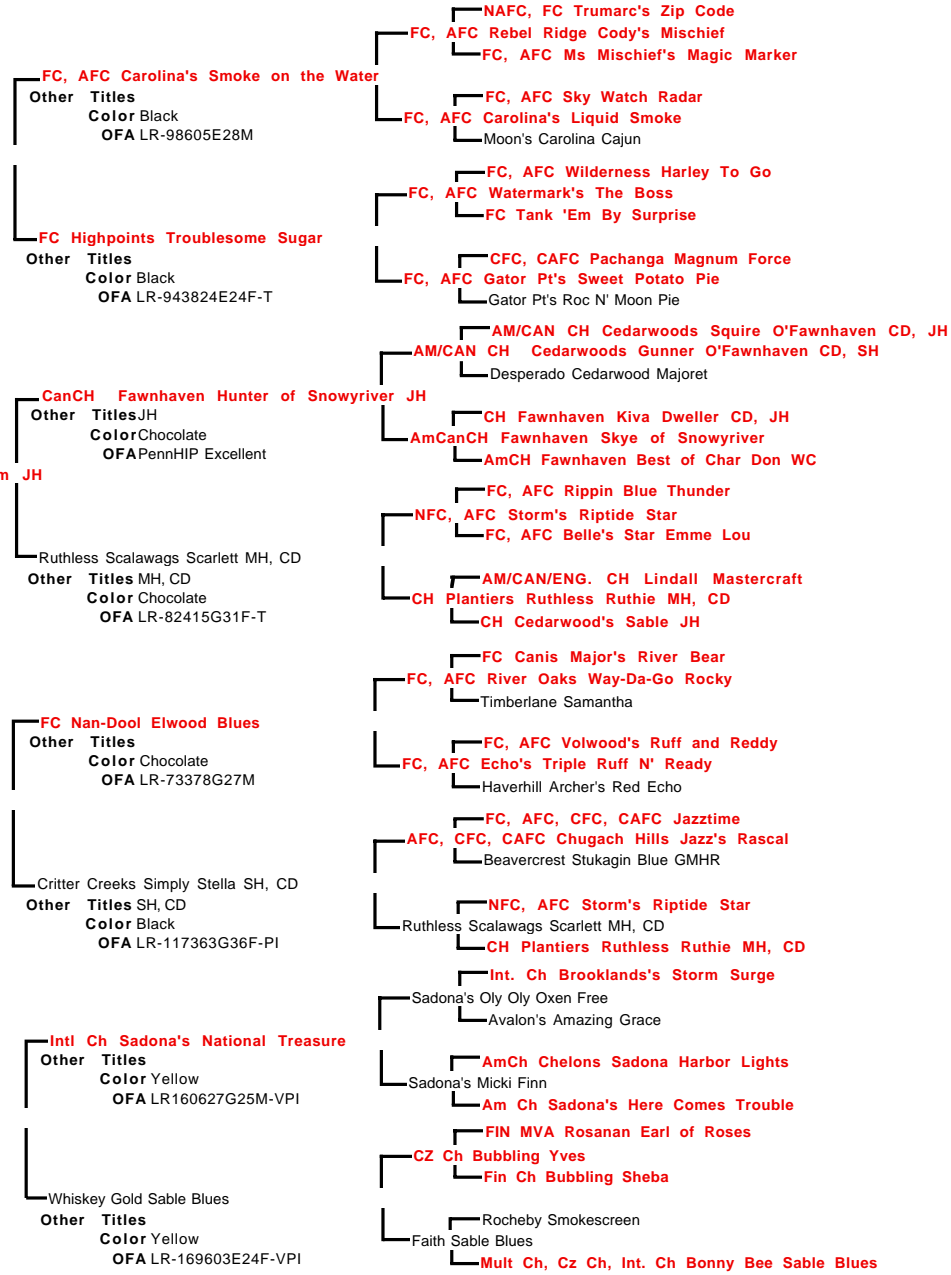 NAFC, FC Trumarc's Zip Code
FC, AFC Rebel Ridge Cody's Mischief
FC, AFC Ms Mischief's Magic Marker
FC, AFC Carolina's Smoke on the Water
Other Titles
Color Black
OFA LR-98605E28M
FC, AFC Sky Watch Radar
FC, AFC Carolina's Liquid Smoke
Moon's Carolina Cajun
FC, AFC Wilderness Harley To Go
FC, AFC Watermark's The Boss
FC Tank 'Em By Surprise
FC Highpoints Troublesome Sugar
Other Titles
Color Black
OFA LR-943824E24F-T
CFC, CAFC Pachanga Magnum Force
FC, AFC Gator Pt's Sweet Potato Pie
Gator Pt's Roc N' Moon Pie
AM/CAN CH Cedarwoods Squire O'Fawnhaven CD, JH
AM/CAN CH Cedarwoods Gunner O'Fawnhaven CD, SH
Desperado Cedarwood Majoret
CanCH Fawnhaven Hunter of Snowyriver JH
Other Titles JH
Color Chocolate
OFA PennHIP Excellent
CH Fawnhaven Kiva Dweller CD, JH
AmCanCH Fawnhaven Skye of Snowyriver
AmCH Fawnhaven Best of Char Don WC
m JH
FC, AFC Rippin Blue Thunder
NFC, AFC Storm's Riptide Star
FC, AFC Belle's Star Emme Lou
Ruthless Scalawags Scarlett MH, CD
Other Titles MH, CD
Color Chocolate
OFA LR-82415G31F-T
AM/CAN/ENG. CH Lindall Mastercraft
CH Plantiers Ruthless Ruthie MH, CD
CH Cedarwood's Sable JH
FC Canis Major's River Bear
FC, AFC River Oaks Way-Da-Go Rocky
Timberlane Samantha
FC Nan-Dool Elwood Blues
Other Titles
Color Chocolate
OFA LR-73378G27M
FC, AFC Volwood's Ruff and Reddy
FC, AFC Echo's Triple Ruff N' Ready
Haverhill Archer's Red Echo
FC, AFC, CFC, CAFC Jazztime
AFC, CFC, CAFC Chugach Hills Jazz's Rascal
Beavercrest Stukagin Blue GMHR
Critter Creeks Simply Stella SH, CD
Other Titles SH, CD
Color Black
OFA LR-117363G36F-PI
NFC, AFC Storm's Riptide Star
Ruthless Scalawags Scarlett MH, CD
CH Plantiers Ruthless Ruthie MH, CD
Int. Ch Brooklands's Storm Surge
Sadona's Oly Oly Oxen Free
Avalon's Amazing Grace
Intl Ch Sadona's National Treasure
Other Titles
Color Yellow
OFA LR160627G25M-VPI
AmCh Chelons Sadona Harbor Lights
Sadona's Micki Finn
Am Ch Sadona's Here Comes Trouble
FIN MVA Rosanan Earl of Roses
CZ Ch Bubbling Yves
Fin Ch Bubbling Sheba
Whiskey Gold Sable Blues
Other Titles
Color Yellow
OFA LR-169603E24F-VPI
Rocheby Smokescreen
Faith Sable Blues
Mult Ch, Cz Ch, Int. Ch Bonny Bee Sable Blues